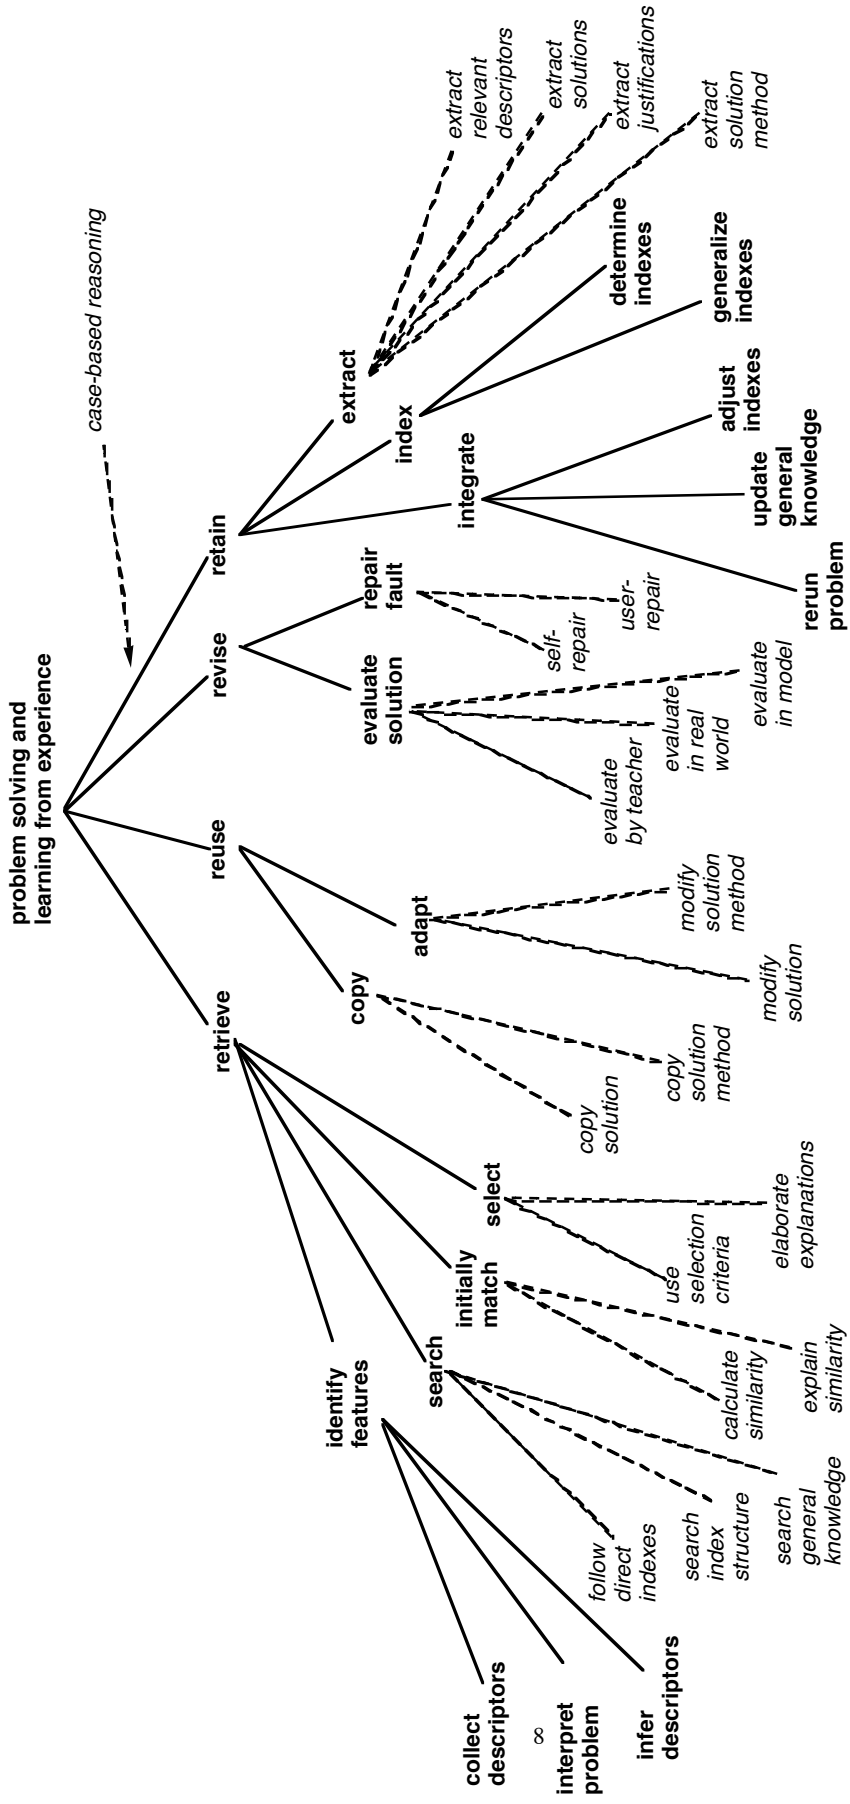 problem solving and
learning from experience
case-based reasoning
retrieve
reuse
revise
retain
identify
features
search
initially
match
select
copy
adapt
evaluate
solution
repair
fault
integrate
index
extract
collect
descriptors
8
interpret
problem
infer
descriptors
follow
direct
indexes
search
index
structure
search
general
knowledge
calculate
similarity
explain
similarity
use
selection
criteria
elaborate
explanations
copy
solution
copy
solution
method
modify
solution
modify
solution
method
evaluate
by teacher
evaluate
in real
world
evaluate
in model
self-
repair
user-
repair
rerun
problem
update
general
knowledge
adjust
indexes
generalize
indexes
determine
indexes
extract
relevant
descriptors
extract
solutions
extract
justifications
extract
solution
method